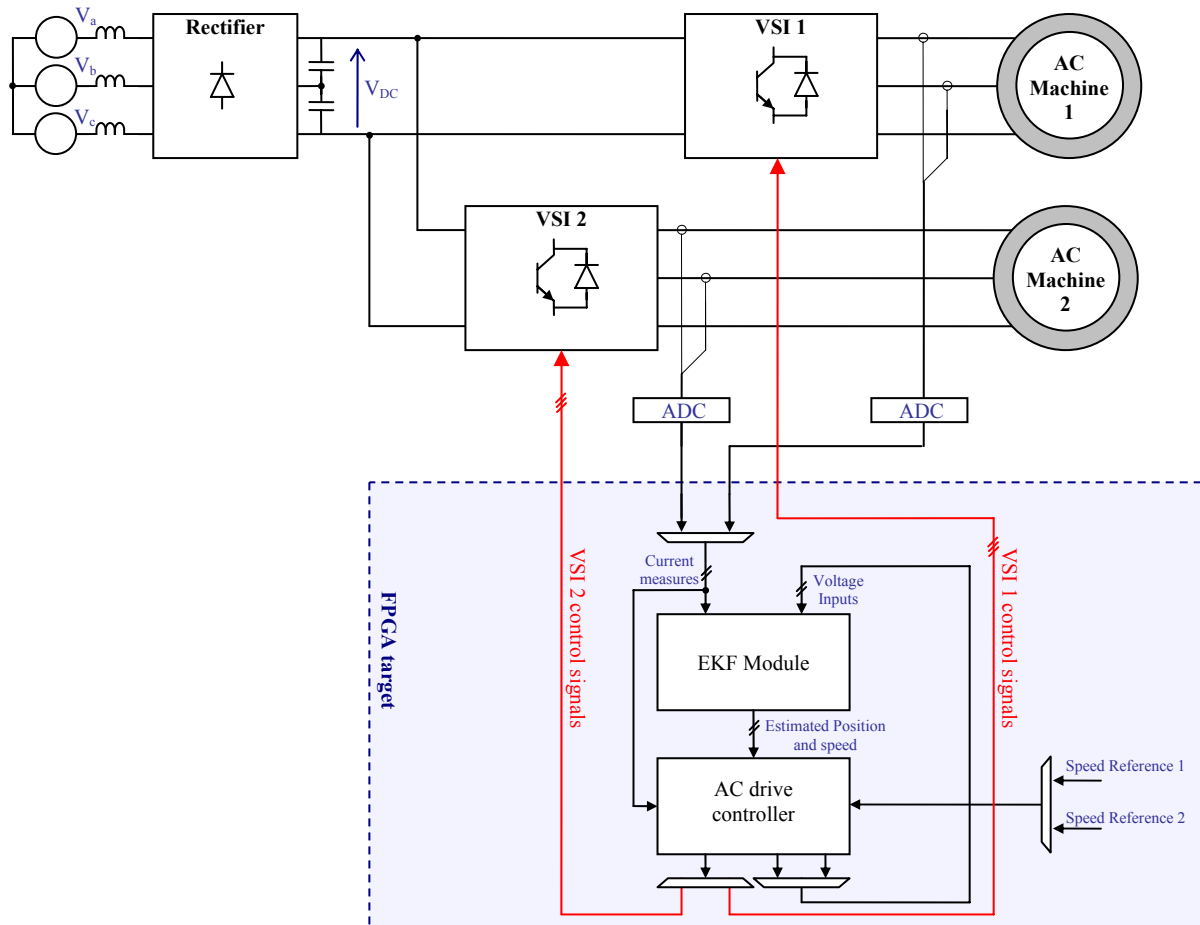 Va
Rectifier
VSI 1
AC
Machine
1
Vb
VDC
Vc
VSI 2
AC
Machine
2
ADC
ADC
FPGA target
VSI 2 control signals
VSI 1 control signals
Current
measures
Voltage
Inputs
EKF Module
Estimated Position
and speed
AC drive
controller
Speed Reference 1
Speed Reference 2